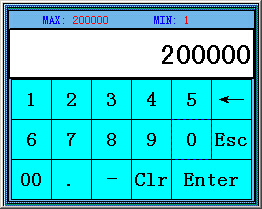 MAX: 200000 MIN: 1
200000
1 2 3 4 5 ←
6 7 8 9 0 Esc
00 . - Clr Enter